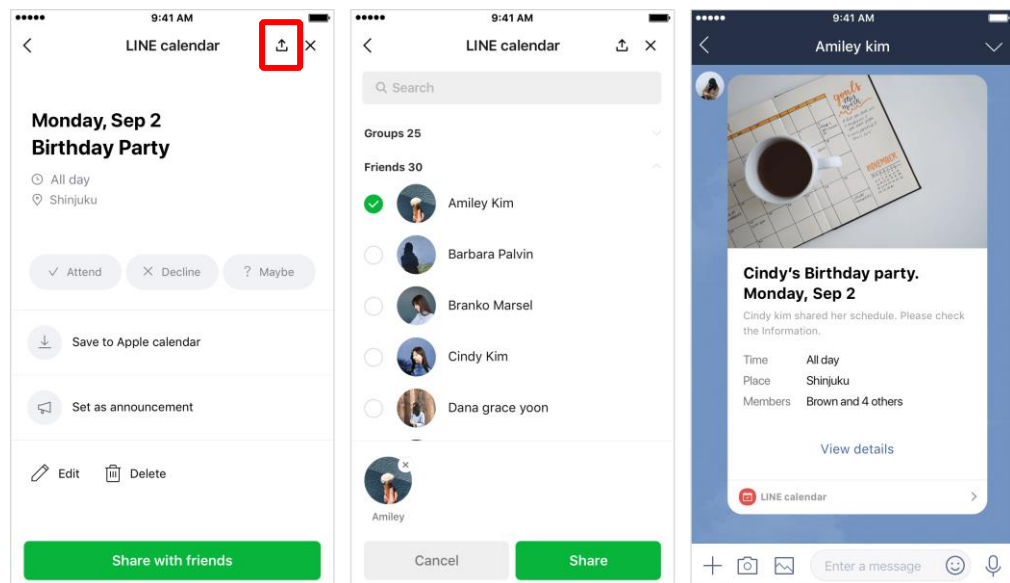 9:41 AM
LINE calendar
Monday, Sep 2
Birthday Party
All day
Shinjuku
Attend
Decline
? Maybe
Save to Apple calendar
Set as announcement
Edit
Delete
Share with friends
9:41 AM
LINE calendar
Search
Groups 25
Friends 30
Amiley Kim
Barbara Palvin
Branko Marsel
Cindy Kim
Dana grace yoon
Amiley
Cancel
Share
9:41 AM
Amiley kim
goals
NOVEMBER
Cindy's Birthday party.
Monday, Sep 2
Cindy kim shared her schedule. Please check
the Information.
Time All day
Place Shinjuku
Members Brown and 4 others
View details
LINE calendar
Enter a message